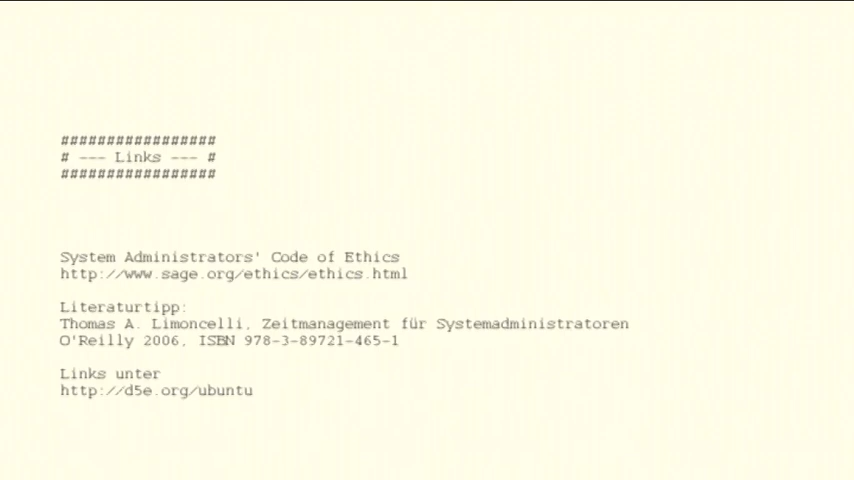 #################
# --- Links --- #
#################
System Administrators' Code of Ethics
http://www.sage.org/ethics/ethics.html
Literaturtipp:
Thomas A. Limoncelli, Zeitmanagement für Systemadministratoren
O'Reilly 2006, ISBN 978-3-89721-465-1
Links unter
http://d5e.org/ubuntu